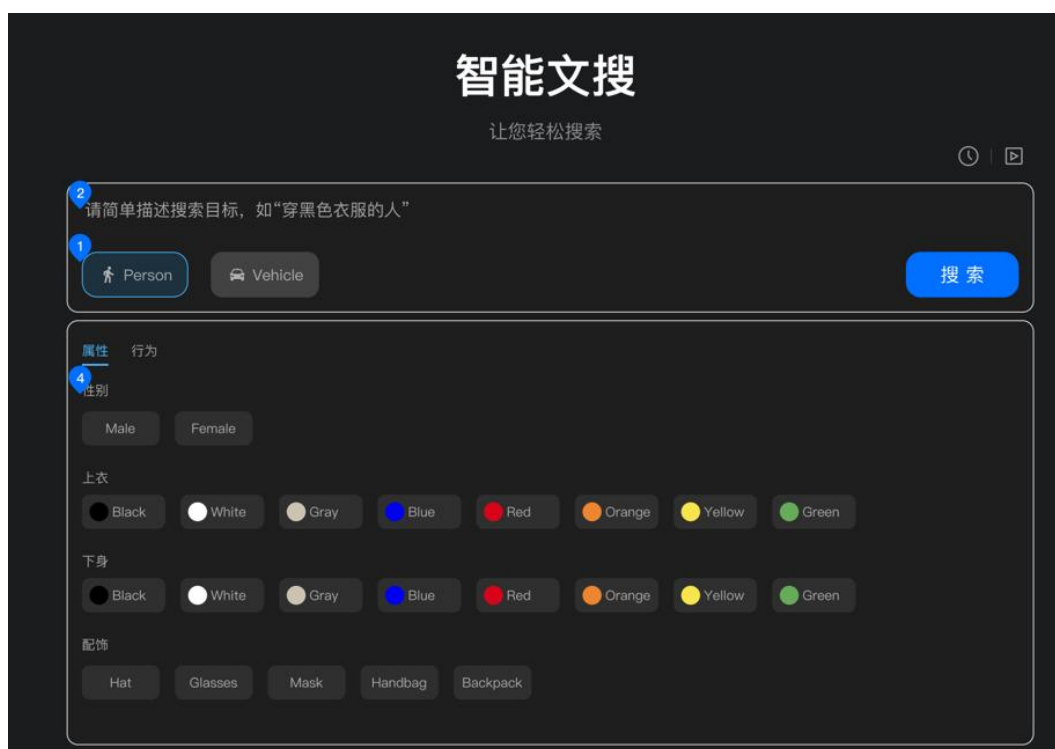 智能文搜
让您轻松搜索
2
请简单描述搜索目标，如“穿黑色衣服的人”
1
Person Vehicle 搜 索
属性 行为
4
性别
Male Female
上衣
Black White Gray Blue Red Orange Yellow Green
下身
Black White Gray Blue Red Orange Yellow Green
配饰
Hat Glasses Mask Handbag Backpack